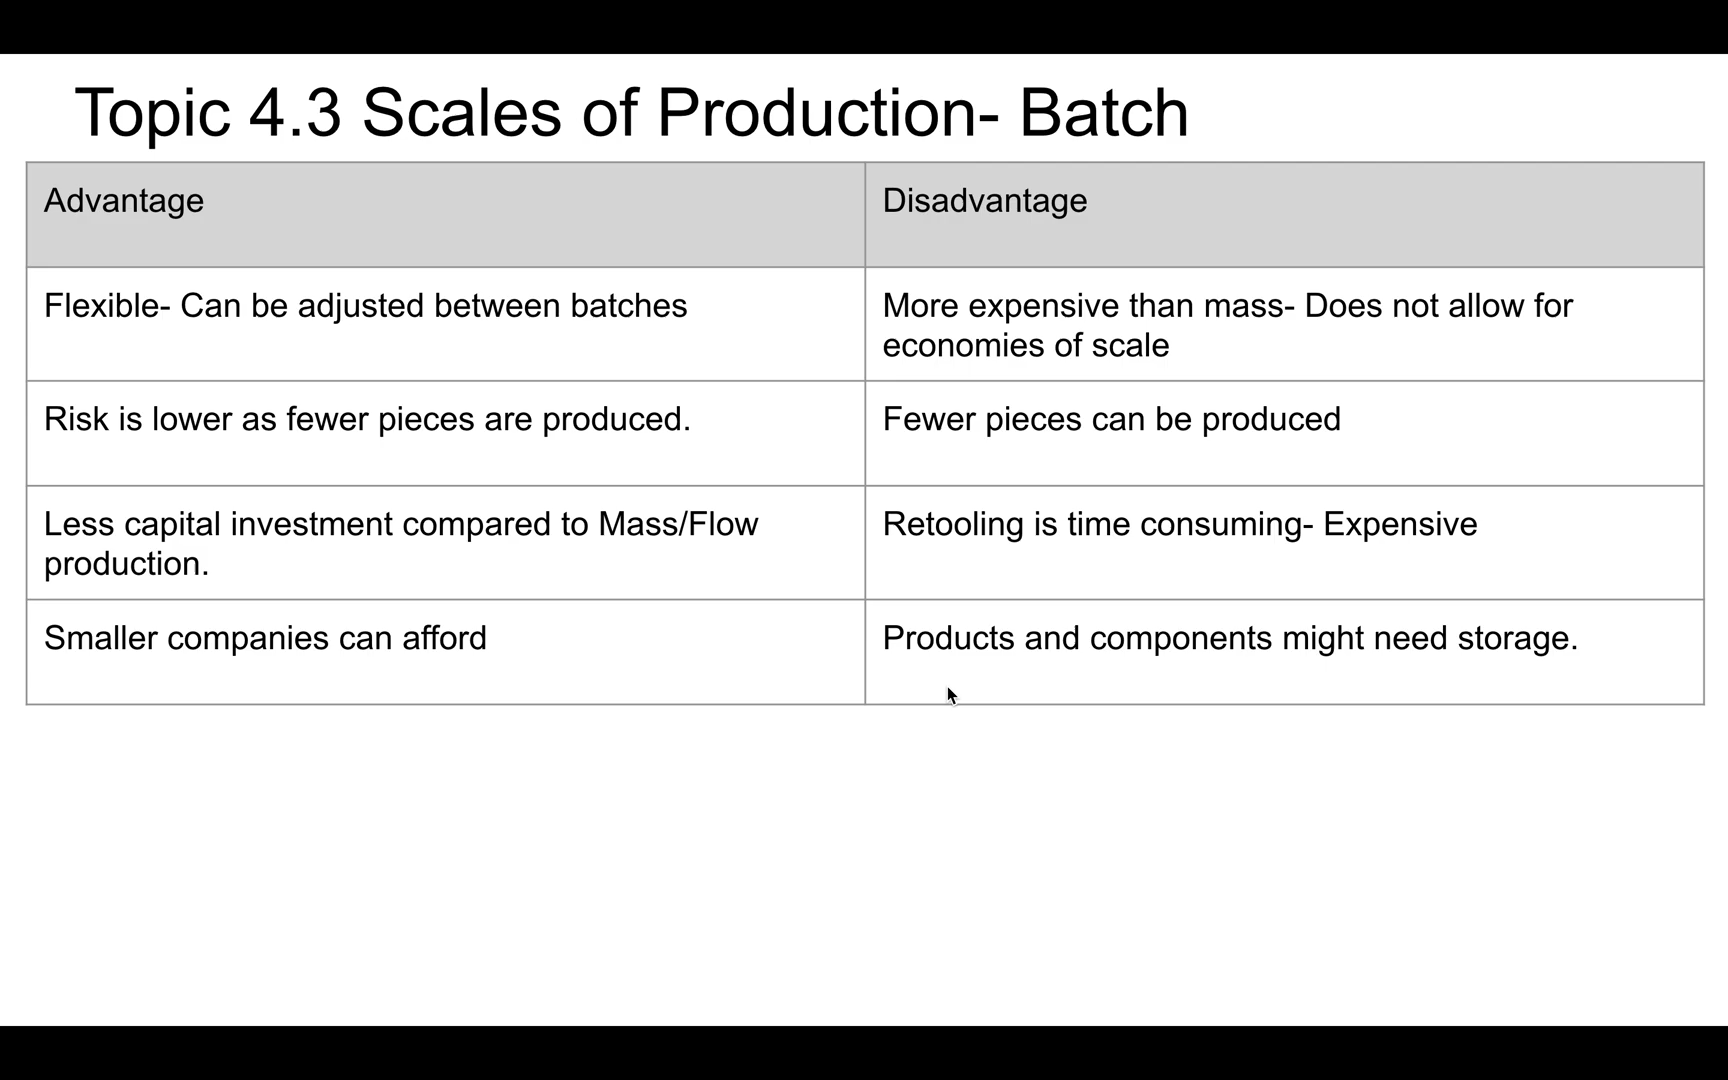 Topic 4.3 Scales of Production- Batch
Advantage
Disadvantage
Flexible- Can be adjusted between batches
More expensive than mass- Does not allow for
economies of scale
Risk is lower as fewer pieces are produced.
Fewer pieces can be produced
Less capital investment compared to Mass/Flow
production.
Retooling is time consuming- Expensive
Smaller companies can afford
Products and components might need storage.